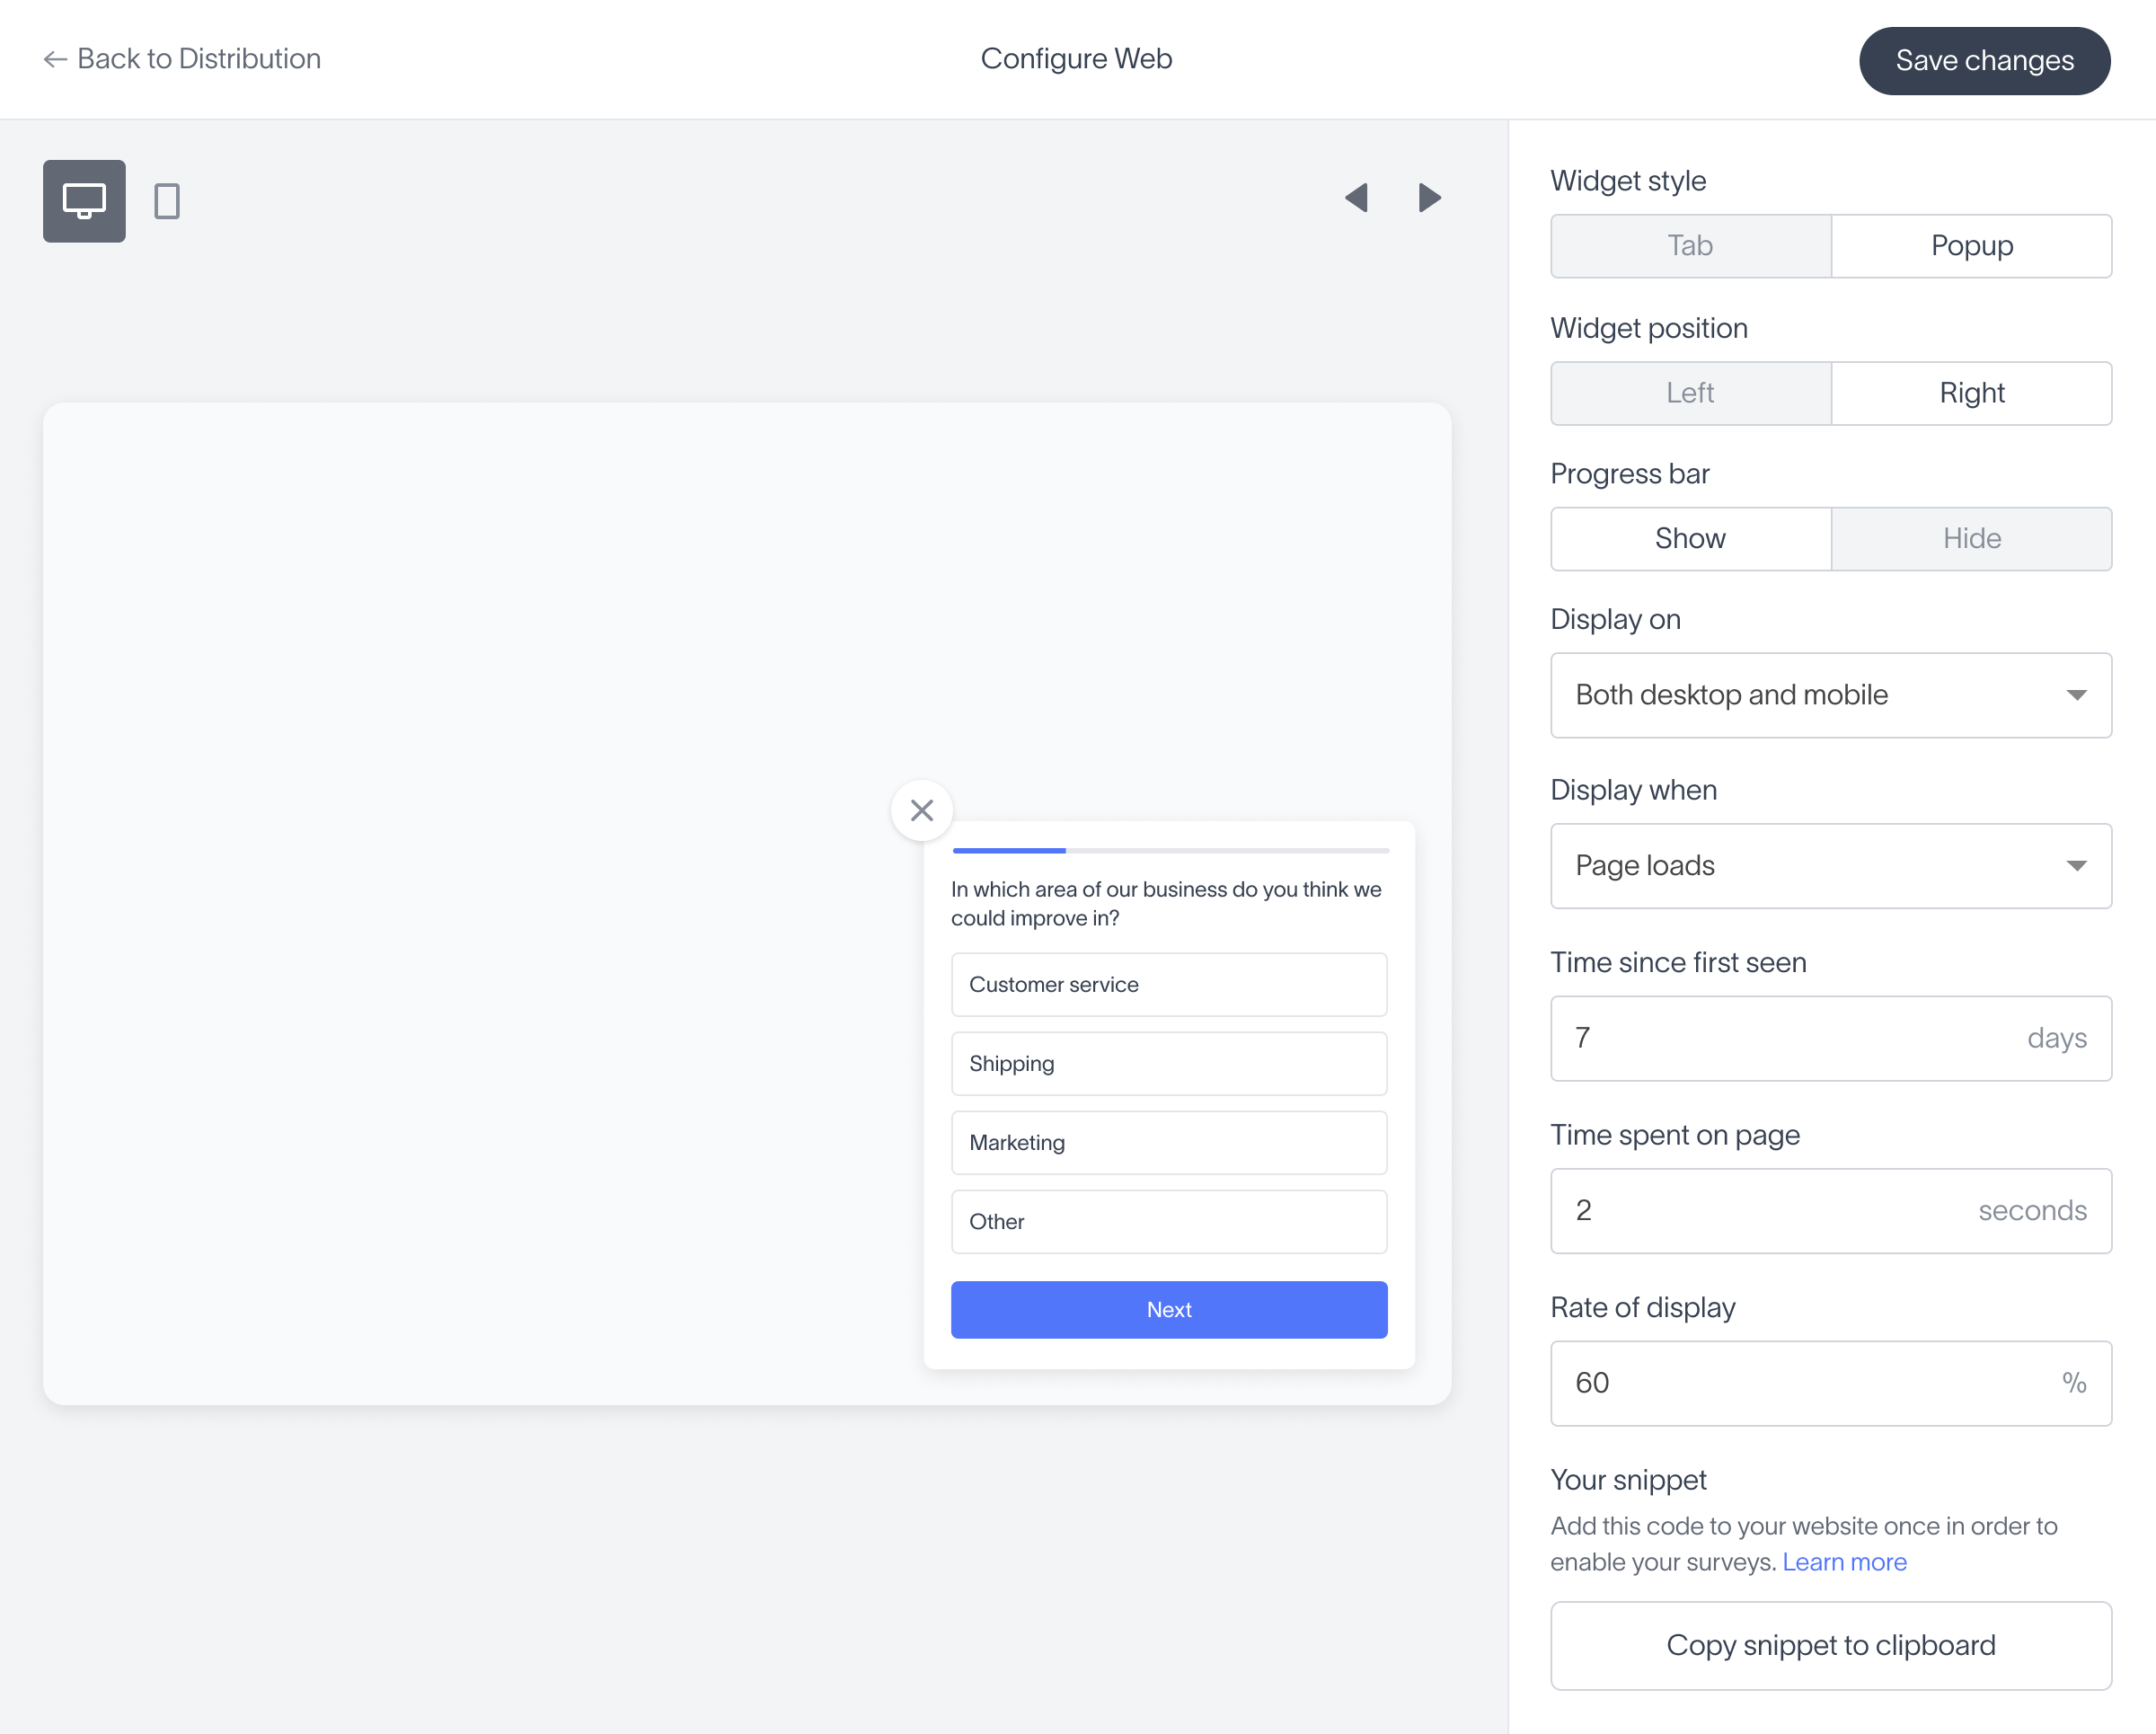 Back to Distribution
Configure Web
Save changes
In which area of our business do you think we
could improve in?
Customer service
Shipping
Marketing
Other
Next
Widget style
Tab
Popup
Widget position
Left
Right
Progress bar
Show
Hide
Display on
Both desktop and mobile
Display when
Page loads
Time since first seen
7 days
Time spent on page
2 seconds
Rate of display
60 %
Your snippet
Add this code to your website once in order to
enable your surveys. Learn more
Copy snippet to clipboard